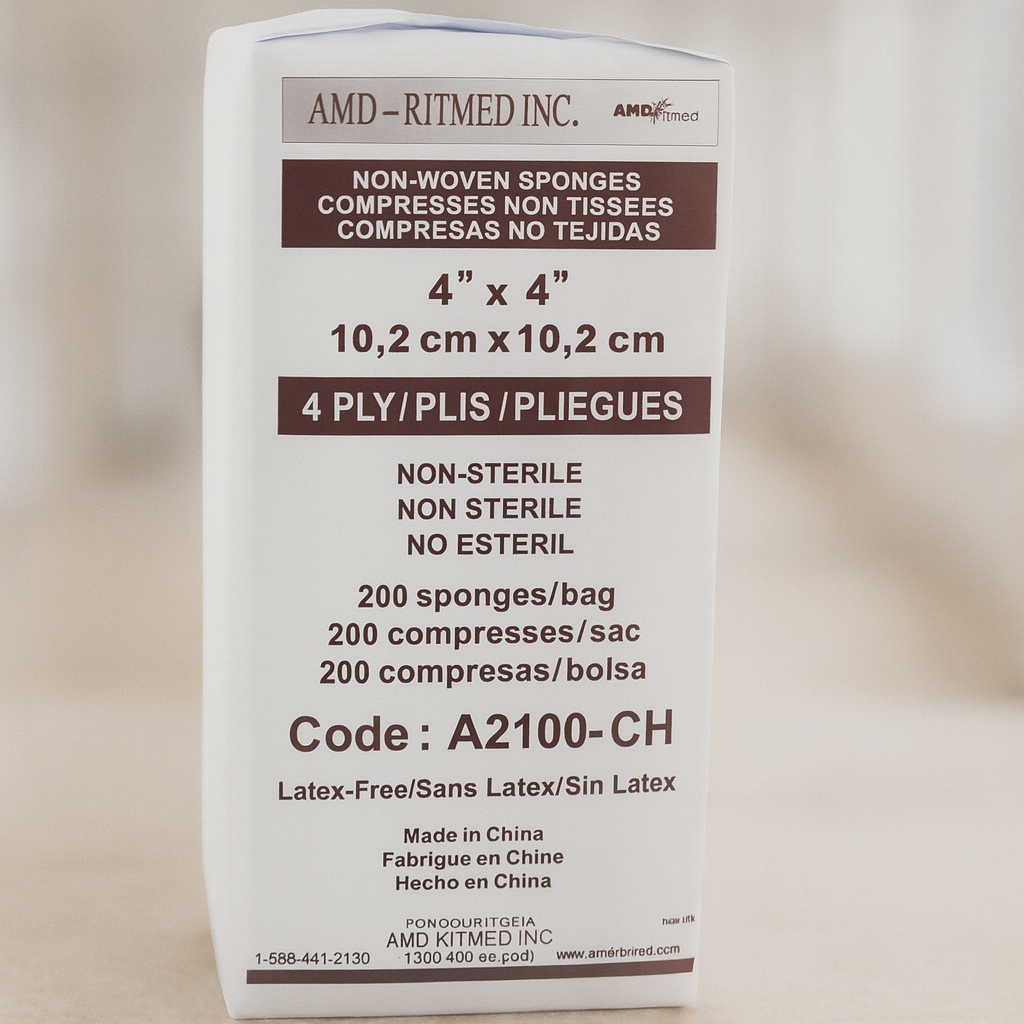 AMD-RITMED INC.
AMD Ritmed
NON-WOVEN SPONGES
COMPRESSES NON TISSEES
COMPRESAS NO TEJIDAS
4” x 4”
10,2 cm x 10,2 cm
4 PLY/PLIS/PLIEGUES
NON-STERILE
NON STERILE
NO ESTERIL
200 sponges/bag
200 compresses/sac
200 compresas/bolsa
Code: A2100-CH
Latex-Free/Sans Latex/Sin Latex
Made in China
Fabrigue en Chine
Hecho en China
PONOOURITGEIA
AMD KITMED INC
1-588-441-2130 1300 400 ee.pod) www.amérbrired.com